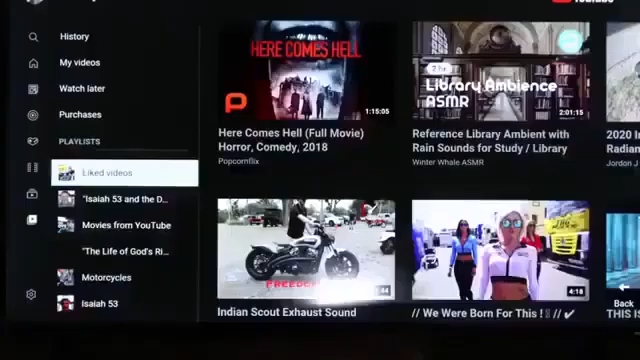 YouTube
History
My videos
Watch later
Purchases
PLAYLISTS
Liked videos
"Isaiah 53 and the D...
Movies from YouTube
"The Life of God's Ri...
Motorcycles
Isaiah 53
HERE COMES HELL
P
1:15:05
Here Comes Hell (Full Movie)
Horror, Comedy, 2018
Popcornflix
2 hr
Library Ambience
ASMR
2:01:15
Reference Library Ambient with
Rain Sounds for Study / Library
Winter Whale ASMR
2020 I
Radian
Jordon J
FREEDOM
Indian Scout Exhaust Sound
4:18
// We Were Born For This ! // ✔
Back
THIS IS